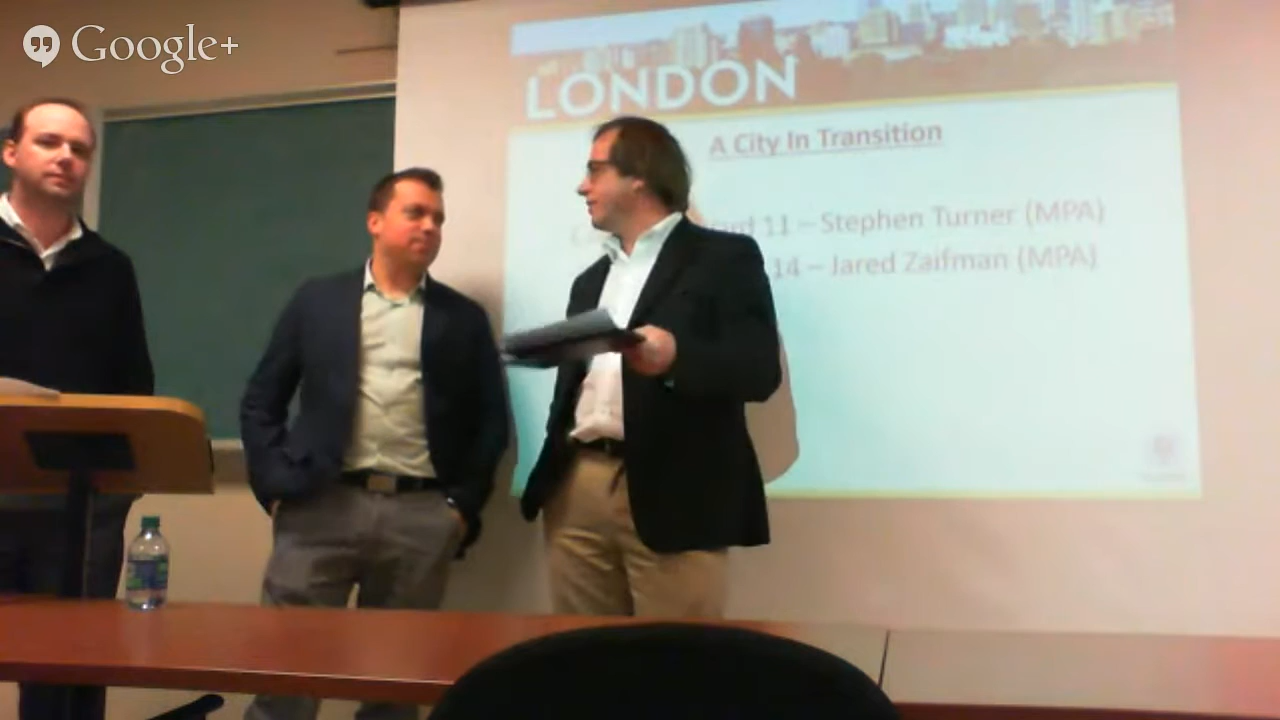 Google+
LONDON
A City In Transition
11 – Stephen Turner (MPA)
14 – Jared Zaifman (MPA)